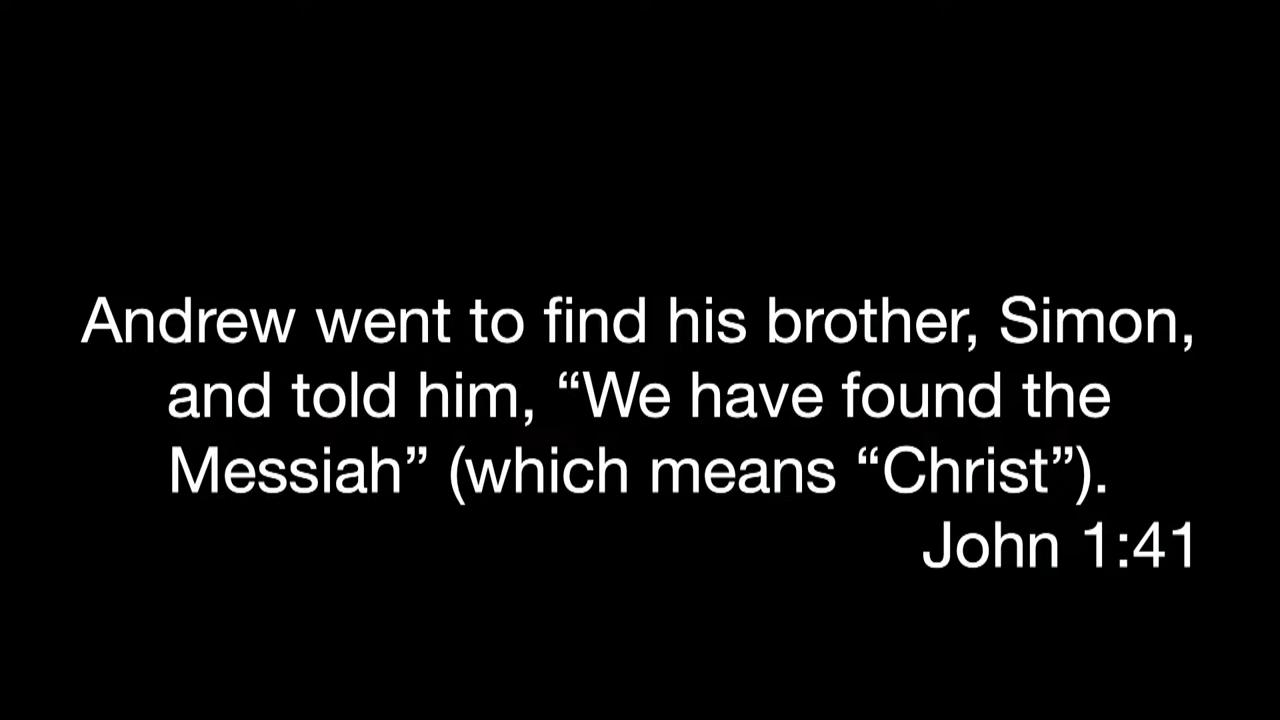 Andrew went to find his brother, Simon,
and told him, “We have found the
Messiah” (which means “Christ”).
John 1:41